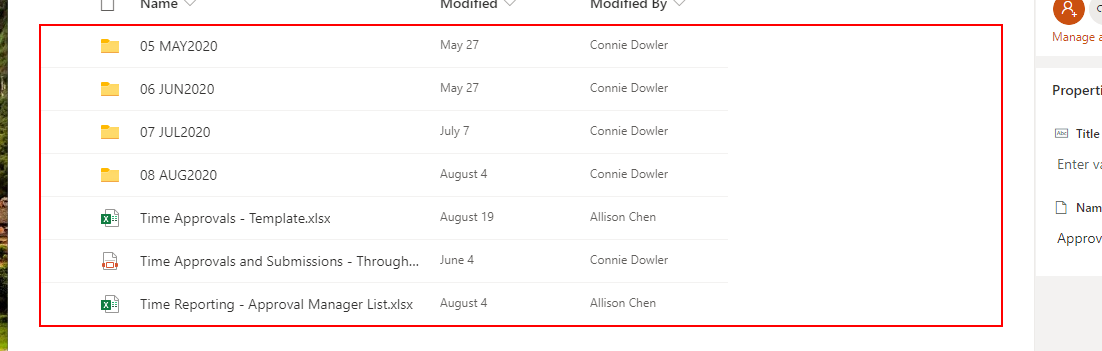 Name Modified Modified By
05 MAY2020 May 27 Connie Dowler
06 JUN2020 May 27 Connie Dowler
07 JUL2020 July 7 Connie Dowler
08 AUG2020 August 4 Connie Dowler
Time Approvals - Template.xlsx August 19 Allison Chen
Time Approvals and Submissions - Through... June 4 Connie Dowler
Time Reporting - Approval Manager List.xlsx August 4 Allison Chen
Manage a
Properti
Abc Title
Enter va
Nam
Approv